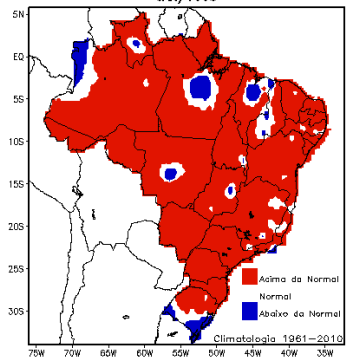 5N
EQ
5S
10S
15S
20S
25S
30S
Acima da Normal
Normal
Abaixo da Normal
Climatologia 1961-2010
75W 70W 65W 60W 55W 50W 45W 40W 35W